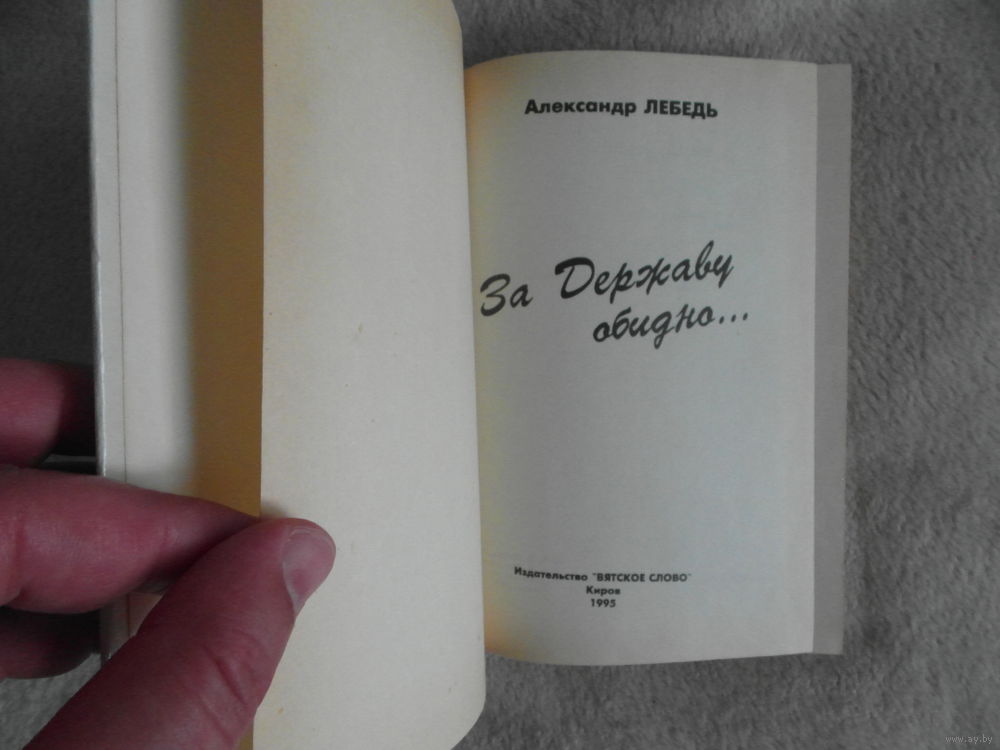 Александр ЛЕБЕДЬ
За Державу
обидно...
Издательство "ВЯТСКОЕ СЛОВО"
Киров
1995
www.ay.by